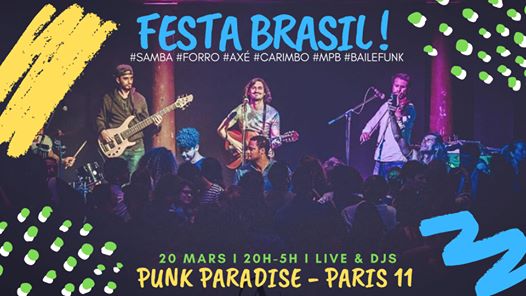 FESTA BRASIL !
#SAMBA #FORRO #AXÉ #CARIMBO #MPB #BAILEFUNK
20 MARS I 20H-5H I LIVE & DJS
PUNK PARADISE - PARIS 11